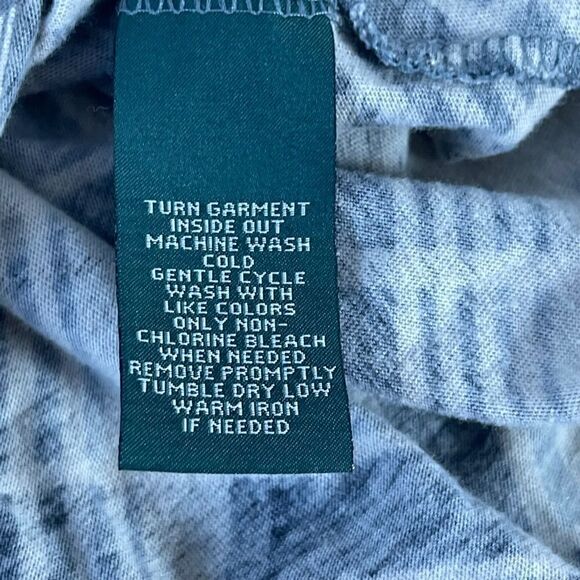 TURN GARMENT
INSIDE OUT
MACHINE WASH
COLD
GENTLE CYCLE
WASH WITH
LIKE COLORS
ONLY NON-
CHLORINE BLEACH
WHEN NEEDED
REMOVE PROMPTLY
TUMBLE DRY LOW
WARM IRON
IF NEEDED